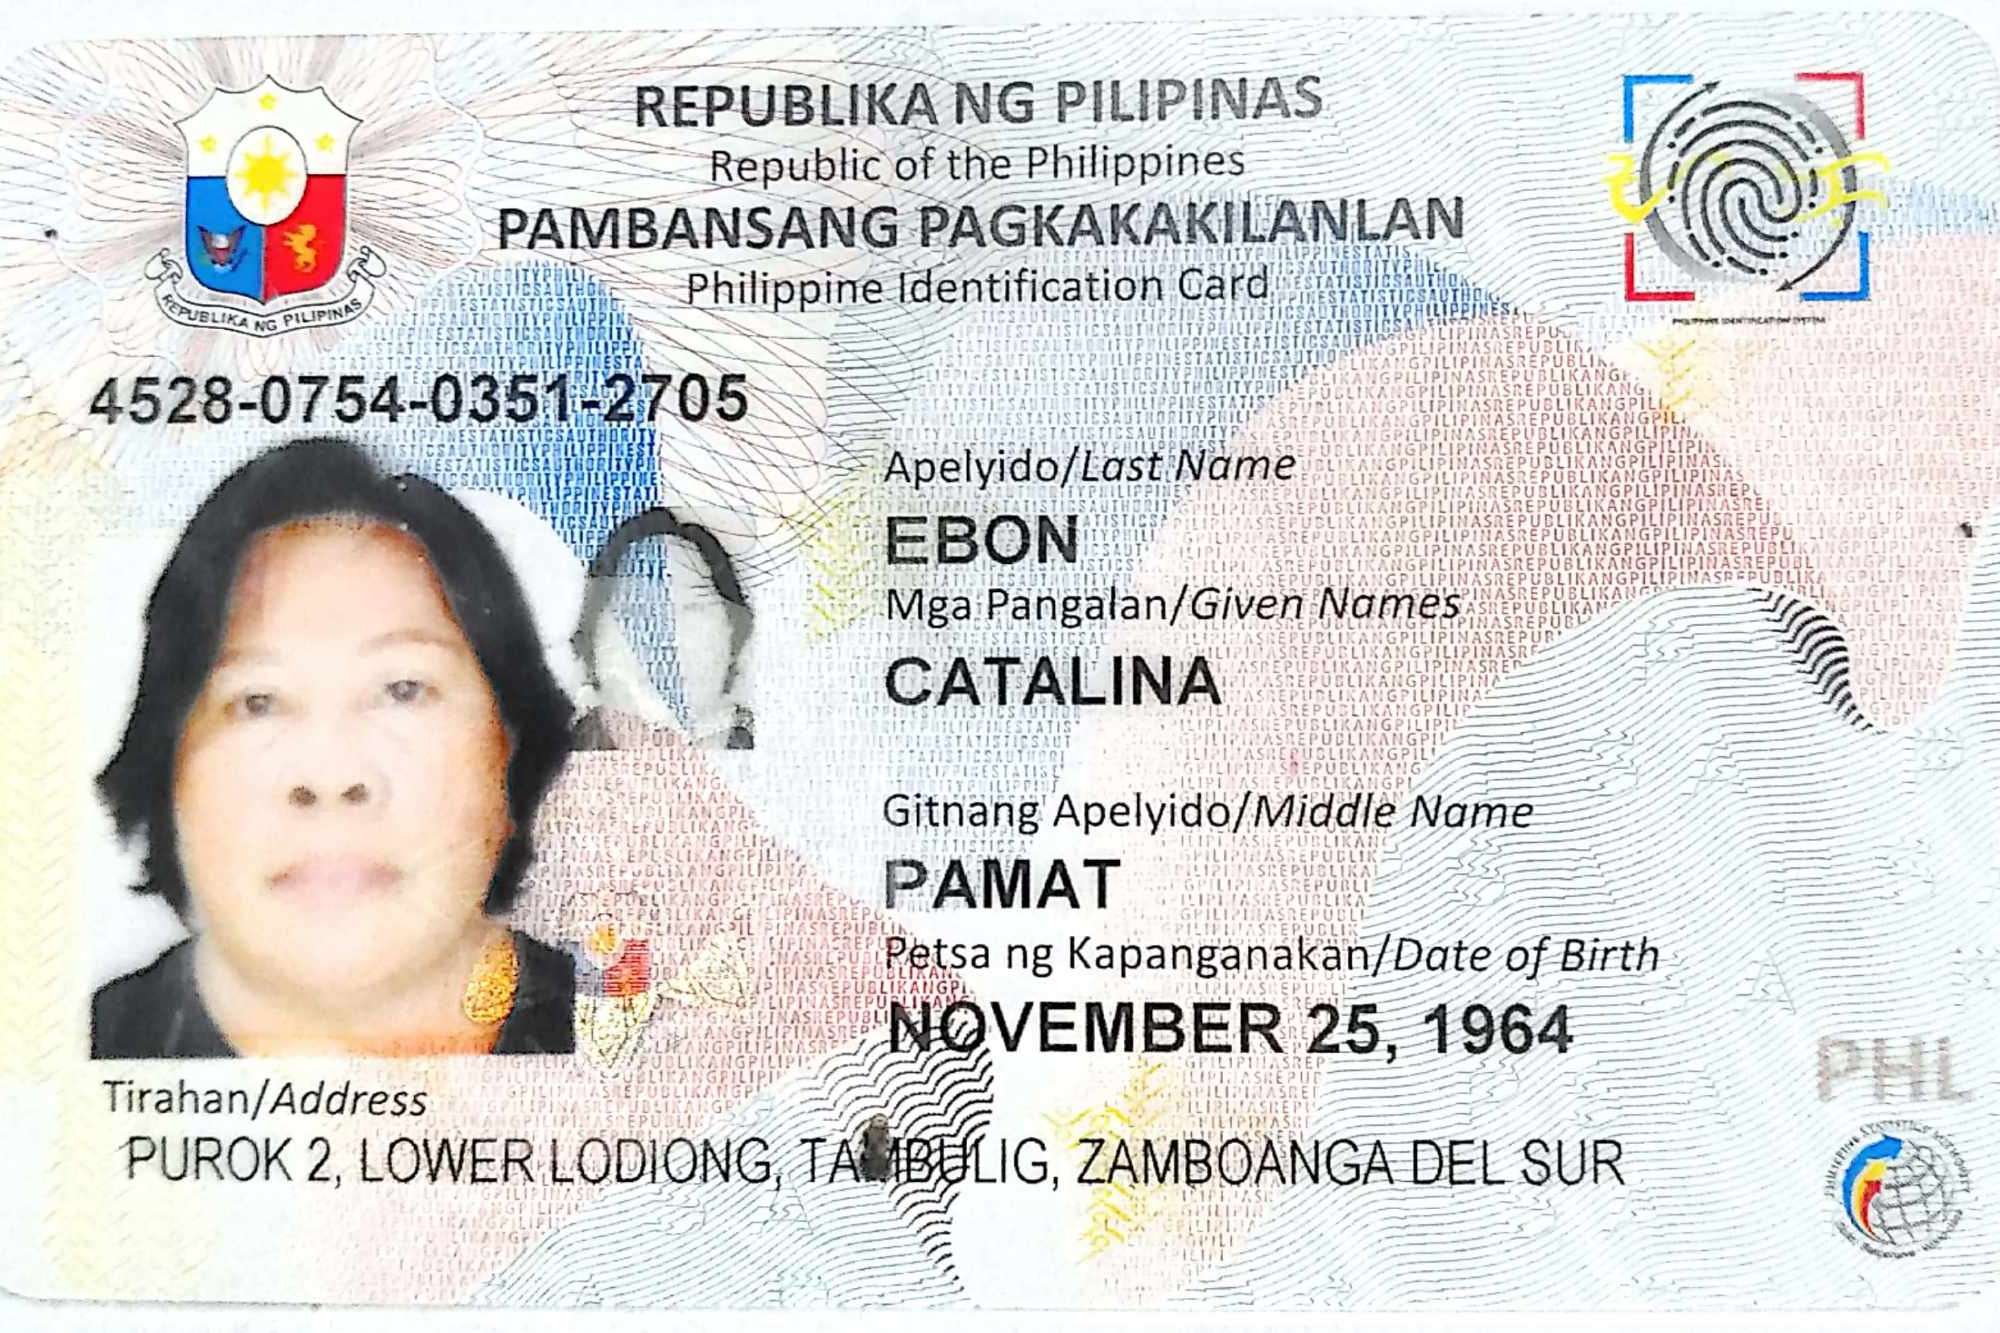 REPUBLIKA NG PILIPINAS
Republic of the Philippines
PAMBANSANG PAGKAKAKILANLAN
Philippine Identification Card
REPUBLIKA NG PILIPINAS
PHILIPPINE IDENTIFICATION SYSTEM
4528-0754-0351-2705
Apelyido/Last Name
EBON
Mga Pangalan/Given Names
CATALINA
Gitnang Apelyido/Middle Name
PAMAT
Petsa ng Kapanganakan/Date of Birth
NOVEMBER 25, 1964
PHL
Tirahan/Address
PUROK 2, LOWER LODIONG, TAMBULIG, ZAMBOANGA DEL SUR